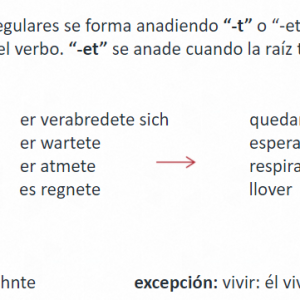 egulares se forma anadiendo “-t” o “-et
el verbo. “-et” se anade cuando la raíz t
er verabredete sich quedar
er wartete espera
er atmete respira
es regnete llover
hnte excepción: vivir: él viv